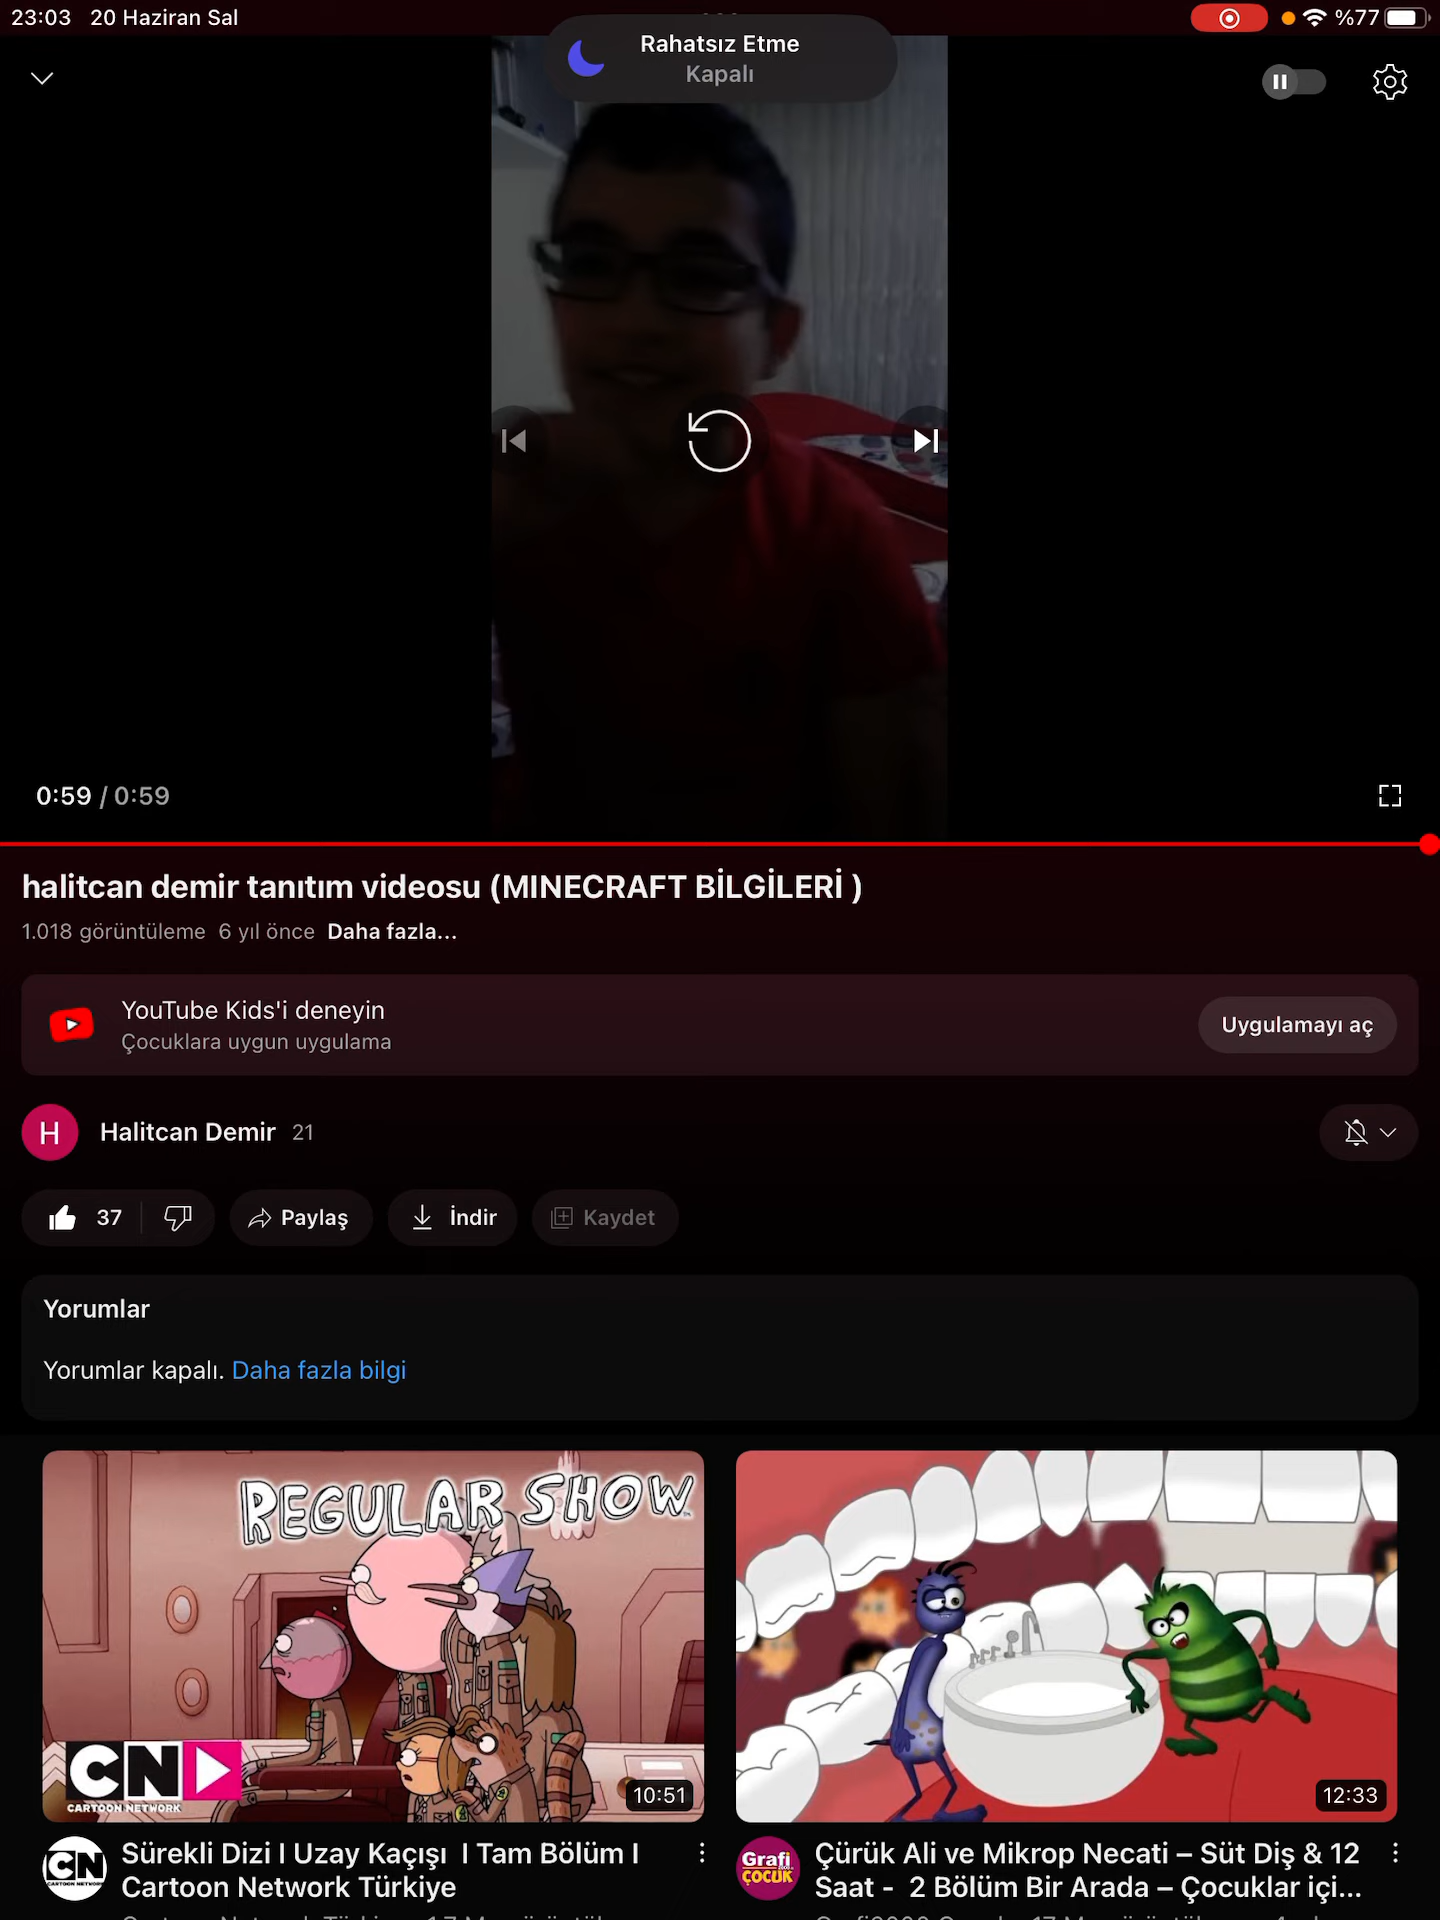 23:03 20 Haziran Sal
%77
Rahatsız Etme
Kapalı
0:59 / 0:59
halitcan demir tanıtım videosu (MINECRAFT BİLGİLERİ )
1.018 görüntüleme 6 yıl önce Daha fazla...
YouTube Kids'i deneyin
Çocuklara uygun uygulama
Uygulamayı aç
H
Halitcan Demir 21
37
Paylaş
İndir
Kaydet
Yorumlar
Yorumlar kapalı. Daha fazla bilgi
REGULAR SHOW
CN
CARTOON NETWORK
10:51
12:33
CN
CARTOON NETWORK
Sürekli Dizi I Uzay Kaçışı I Tam Bölüm I
Cartoon Network Türkiye
Grafi
ÇOCUK
Çürük Ali ve Mikrop Necati – Süt Diş & 12
Saat - 2 Bölüm Bir Arada – Çocuklar içi...